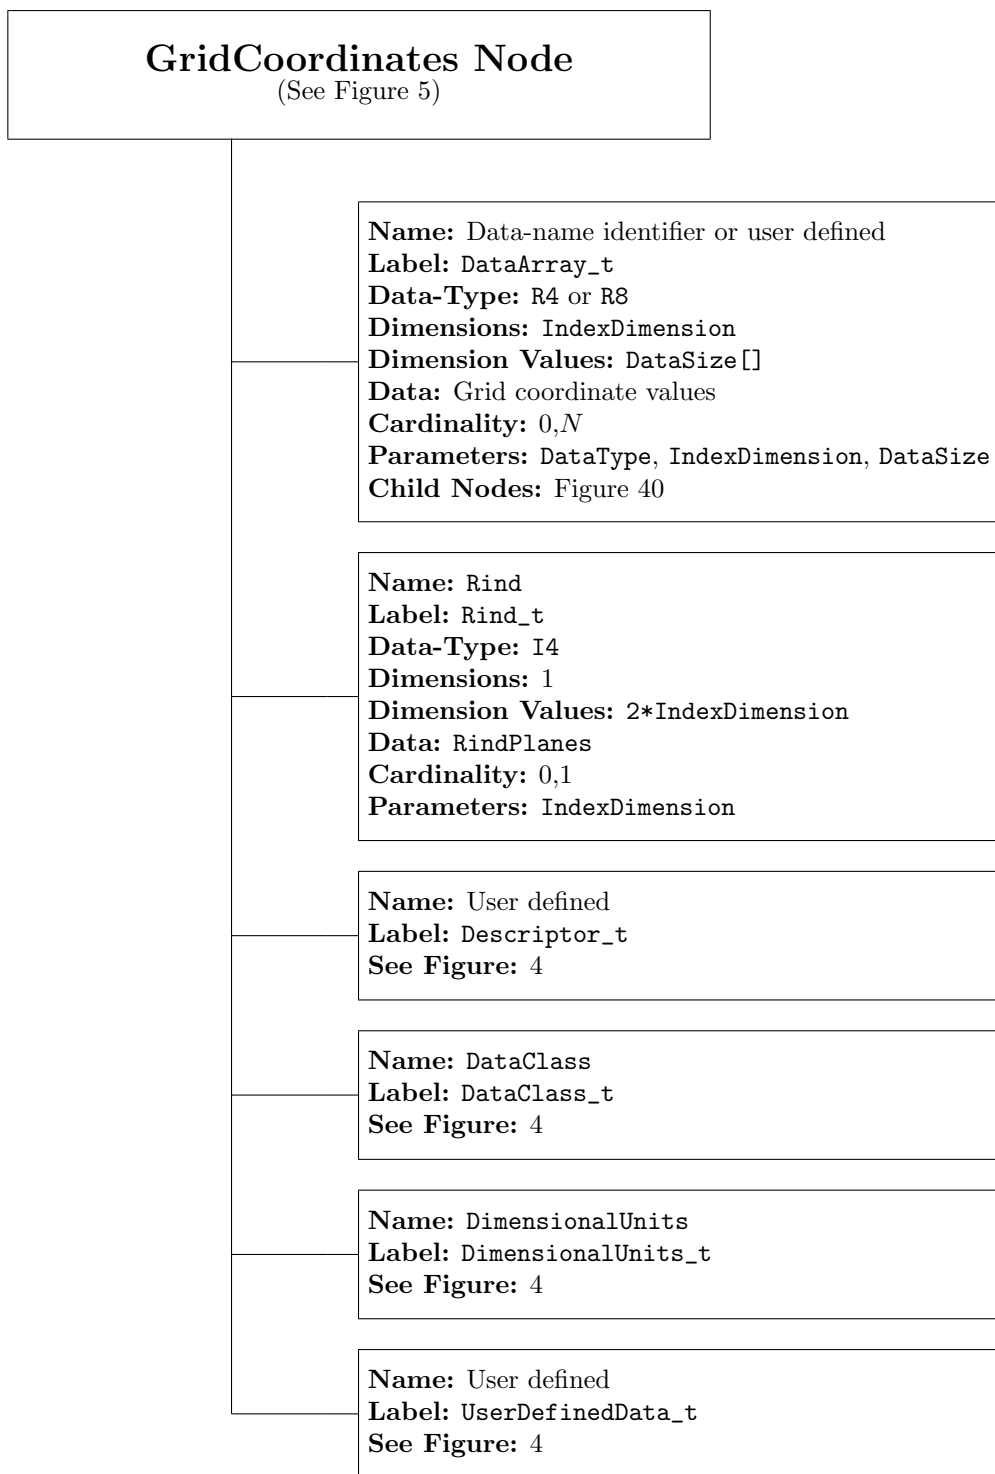 GridCoordinates Node
(See Figure 5)
Name: Data-name identifier or user defined
Label: DataArray_t
Data-Type: R4 or R8
Dimensions: IndexDimension
Dimension Values: DataSize[]
Data: Grid coordinate values
Cardinality: 0,N
Parameters: DataType, IndexDimension, DataSize
Child Nodes: Figure 40
Name: Rind
Label: Rind_t
Data-Type: I4
Dimensions: 1
Dimension Values: 2*IndexDimension
Data: RindPlanes
Cardinality: 0,1
Parameters: IndexDimension
Name: User defined
Label: Descriptor_t
See Figure: 4
Name: DataClass
Label: DataClass_t
See Figure: 4
Name: DimensionalUnits
Label: DimensionalUnits_t
See Figure: 4
Name: User defined
Label: UserDefinedData_t
See Figure: 4